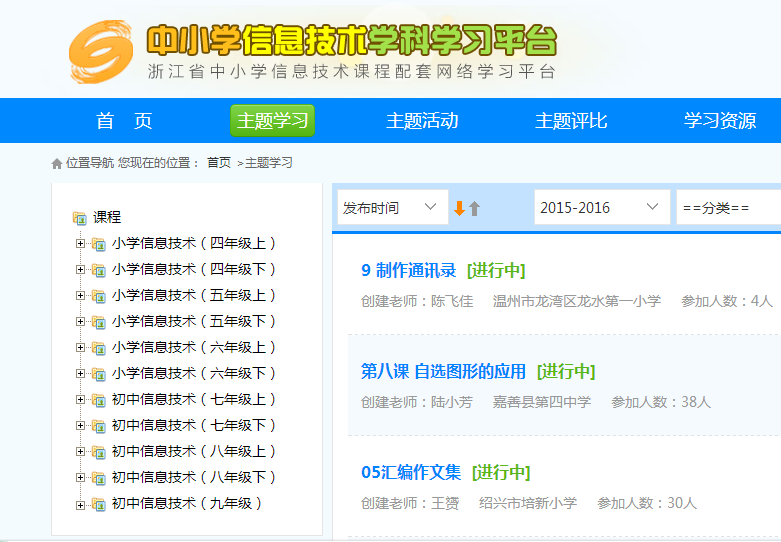 中小学信息技术学科学习平台
浙江省中小学信息技术课程配套网络学习平台
首 页 主题学习 主题活动 主题评比 学习资源
位置导航 您现在的位置： 首页 >主题学习
课程
小学信息技术（四年级上）
小学信息技术（四年级下）
小学信息技术（五年级上）
小学信息技术（五年级下）
小学信息技术（六年级上）
小学信息技术（六年级下）
初中信息技术（七年级上）
初中信息技术（七年级下）
初中信息技术（八年级上）
初中信息技术（八年级下）
初中信息技术（九年级）
发布时间 2015-2016 ==分类==
9 制作通讯录 [进行中]
创建老师：陈飞佳 温州市龙湾区龙水第一小学 参加人数：4人
第八课 自选图形的应用 [进行中]
创建老师：陆小芳 嘉善县第四中学 参加人数：38人
05汇编作文集 [进行中]
创建老师：王赟 绍兴市培新小学 参加人数：30人